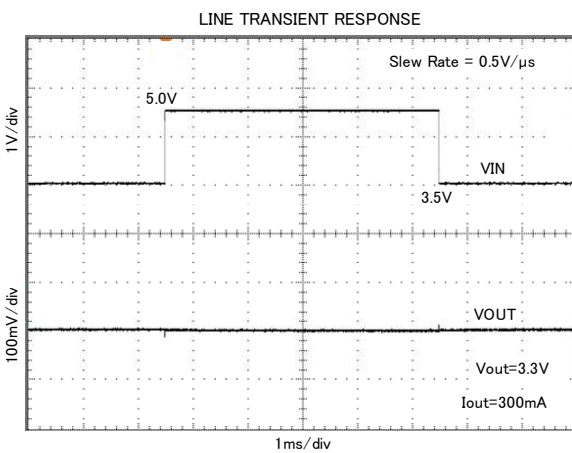 LINE TRANSIENT RESPONSE
Slew Rate = 0.5V/μs
5.0V
1V/div
VIN
3.5V
VOUT
100mV/div
Vout=3.3V
Iout=300mA
1ms/div